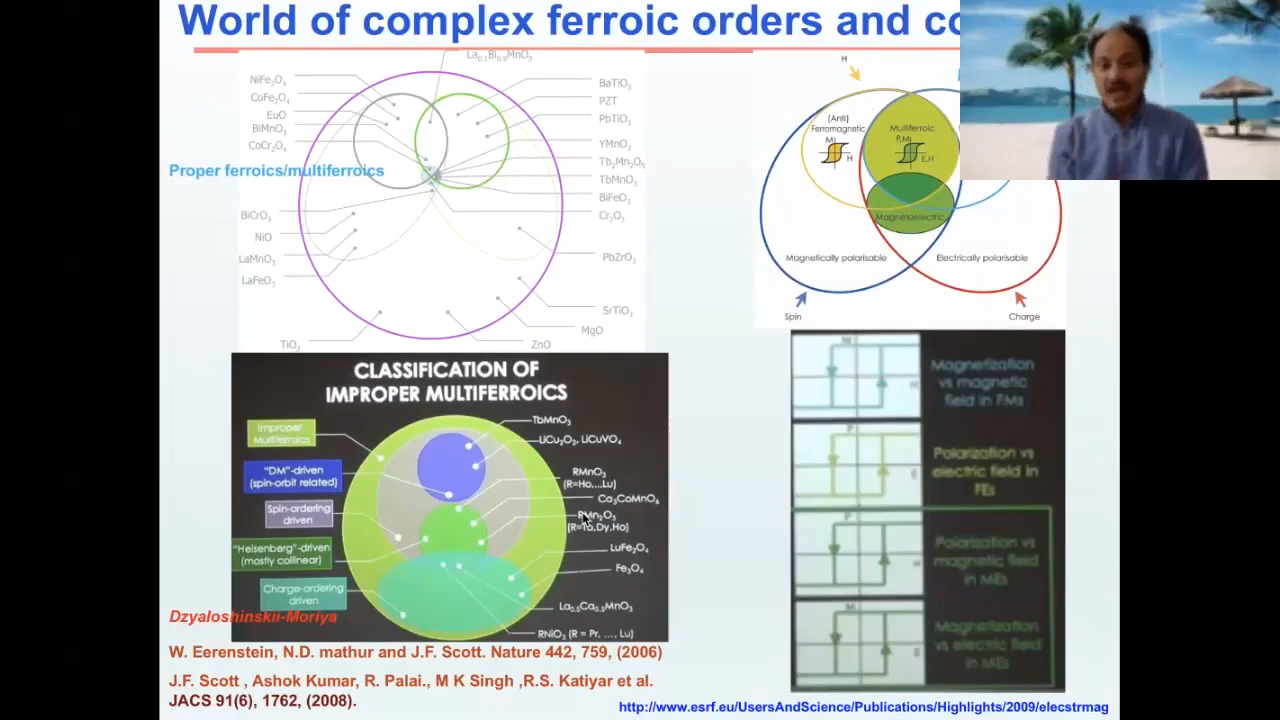 World of complex ferroic orders and co
La₀.₁Bi₀.₉MnO₃
NiFe₂O₄
CoFe₂O₄
EuO
BiMnO₃
CoCr₂O₄
Proper ferroics/multiferroics
BiCrO₃
NiO
LaMnO₃
LaFeO₃
TiO₂
BaTiO₃
PZT
PbTiO₃
YMnO₃
Tb₂Mn₂O₅
TbMnO₃
BiFeO₃
Cr₂O₃
PbZrO₃
SrTiO₃
MgO
ZnO
H
(Anti)
Ferromagnetic
M
H
Multiferroic
P,M
E,H
Magnetoelectric
Magnetically polarisable
Electrically polarisable
Spin
Charge
CLASSIFICATION OF
IMPROPER MULTIFERROICS
Improper
Multiferroics
"DM"-driven
(spin-orbit related)
Spin-ordering
driven
"Heisenberg"-driven
(mostly collinear)
Charge-ordering
driven
TbMnO₃
LiCu₂O₂, LiCuVO₄
RMnO₃
(R=Ho,...Lu)
Ca₃CoMnO₆
RMn₂O₅
(R=Tb,Dy,Ho)
LuFe₂O₄
Fe₃O₄
La₀.₅Ca₀.₅MnO₃
RNiO₃ (R = Pr, ..., Lu)
Dzyaloshinskii-Moriya
M
H
Magnetization
vs magnetic
field in FMs
P
E
Polarization vs
electric field in
FEs
P
H
Polarization vs
magnetic field
in MEs
M
E
Magnetization
vs electric field
in MEs
W. Eerenstein, N.D. mathur and J.F. Scott. Nature 442, 759, (2006)
J.F. Scott , Ashok Kumar, R. Palai., M K Singh ,R.S. Katiyar et al.
JACS 91(6), 1762, (2008).
http://www.esrf.eu/UsersAndScience/Publications/Highlights/2009/elecstrmag